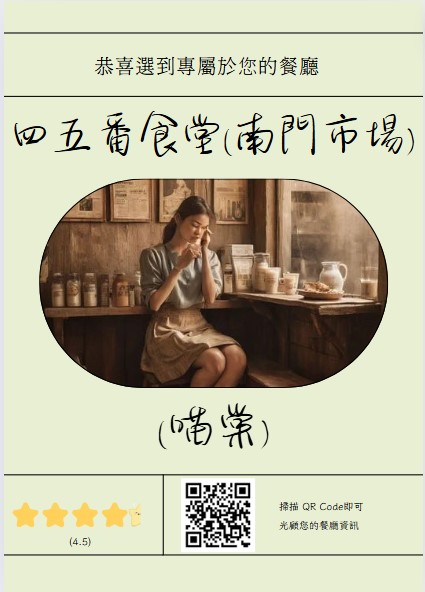 恭喜選到專屬於您的餐廳
四五番食堂(南門市場)
(喵棠)
(4.5)
掃描 QR Code即可
光顧您的餐廳資訊